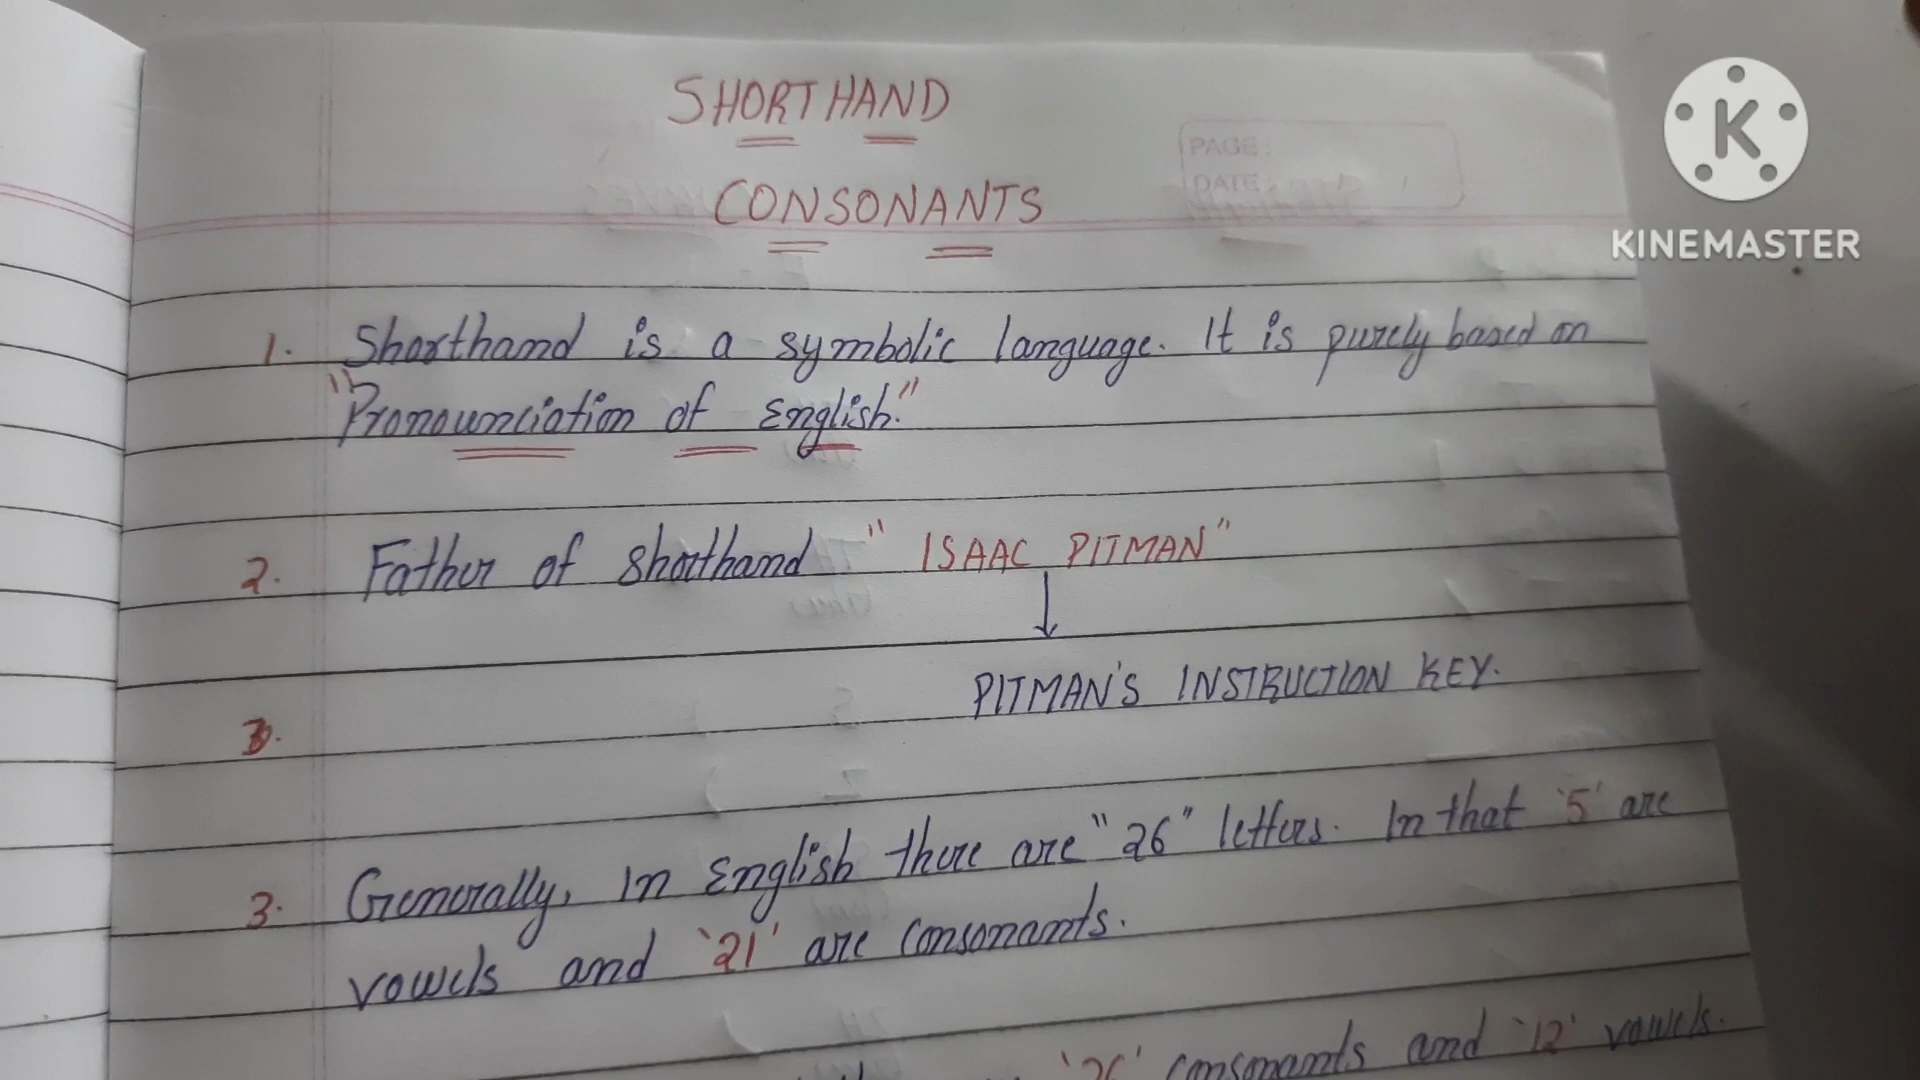 SHORTHAND
PAGE:
DATE:
CONSONANTS
K
KINEMASTER
1. Shorthand is a symbolic language. It is purely based on
"Pronounciation of English."
2. Father of Shorthand "ISAAC PITMAN"
PITMAN'S INSTRUCTION KEY.
3.
3. Generally, In English there are "26" letters. In that '5' are
vowels and '21' are consonants.
'26' consonants and '12' vowels.